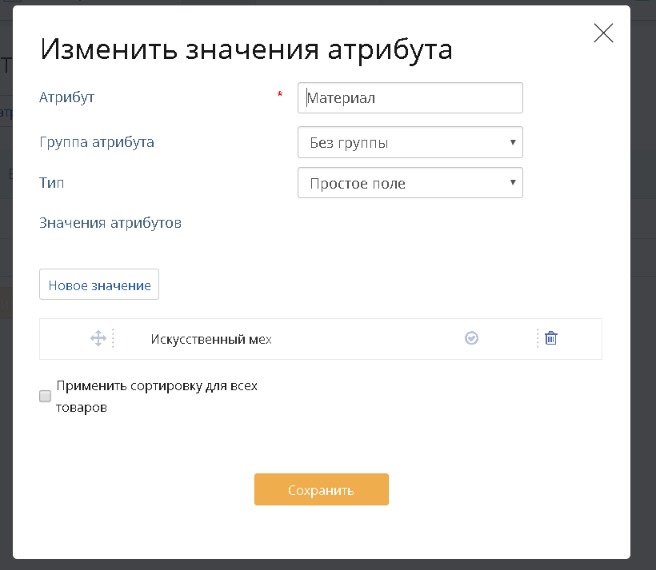 Изменить значения атрибута
Атрибут * Материал
Группа атрибута Без группы
Тип Простое поле
Значения атрибутов
Новое значение
Искусственный мех
Применить сортировку для всех
товаров
Сохранить